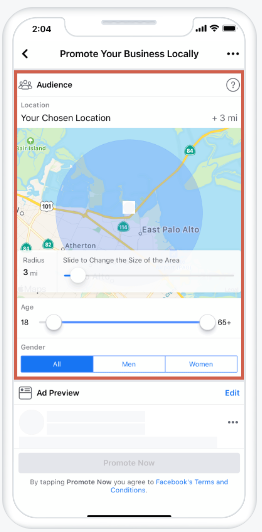 2:04
Promote Your Business Locally
Audience
?
Location
Your Chosen Location + 3 mi
84
101
114
East Palo Alto
Atherton
84
Radius Slide to Change the Size of the Area
3 mi
Age
18 65+
Gender
All Men Women
Ad Preview Edit
Promote Now
By tapping Promote Now you agree to Facebook's Terms and
Conditions.